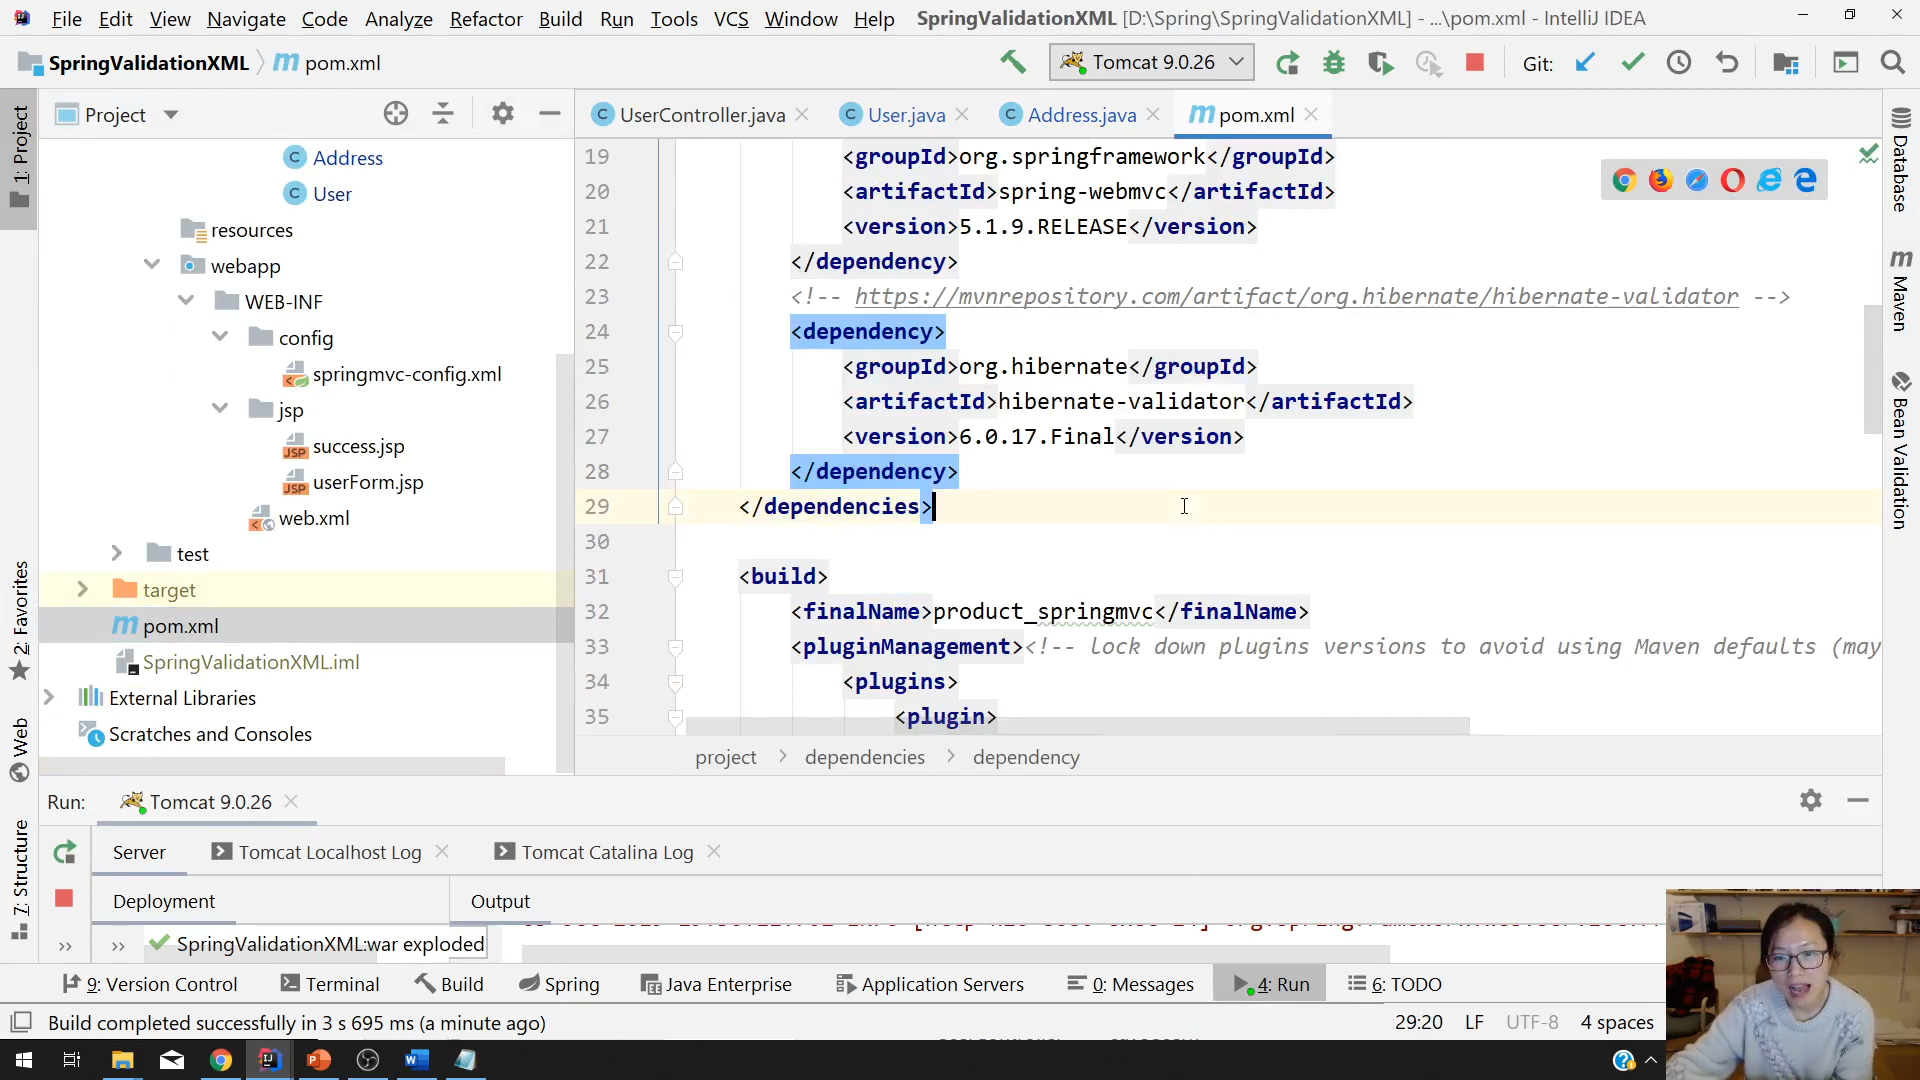 File Edit View Navigate Code Analyze Refactor Build Run Tools VCS Window Help SpringValidationXML [D:\Spring\SpringValidationXML] - ...\pom.xml - IntelliJ IDEA
SpringValidationXML pom.xml Tomcat 9.0.26 Git:
1: Project
Project
Address
User
resources
webapp
WEB-INF
config
springmvc-config.xml
jsp
success.jsp
userForm.jsp
web.xml
test
target
pom.xml
SpringValidationXML.iml
External Libraries
Scratches and Consoles
UserController.java User.java Address.java pom.xml
19 <groupId>org.springframework</groupId>
20 <artifactId>spring-webmvc</artifactId>
21 <version>5.1.9.RELEASE</version>
22 </dependency>
23 <!-- https://mvnrepository.com/artifact/org.hibernate/hibernate-validator -->
24 <dependency>
25 <groupId>org.hibernate</groupId>
26 <artifactId>hibernate-validator</artifactId>
27 <version>6.0.17.Final</version>
28 </dependency>
29 </dependencies>
30
31 <build>
32 <finalName>product_springmvc</finalName>
33 <pluginManagement><!-- lock down plugins versions to avoid using Maven defaults (may
34 <plugins>
35 <plugin>
project dependencies dependency
Database
Maven
Bean Validation
2: Favorites
Web
7: Structure
Run: Tomcat 9.0.26
Server Tomcat Localhost Log Tomcat Catalina Log
Deployment Output
SpringValidationXML:war exploded
9: Version Control Terminal Build Spring Java Enterprise Application Servers 0: Messages 4: Run 6: TODO
Build completed successfully in 3 s 695 ms (a minute ago) 29:20 LF UTF-8 4 spaces